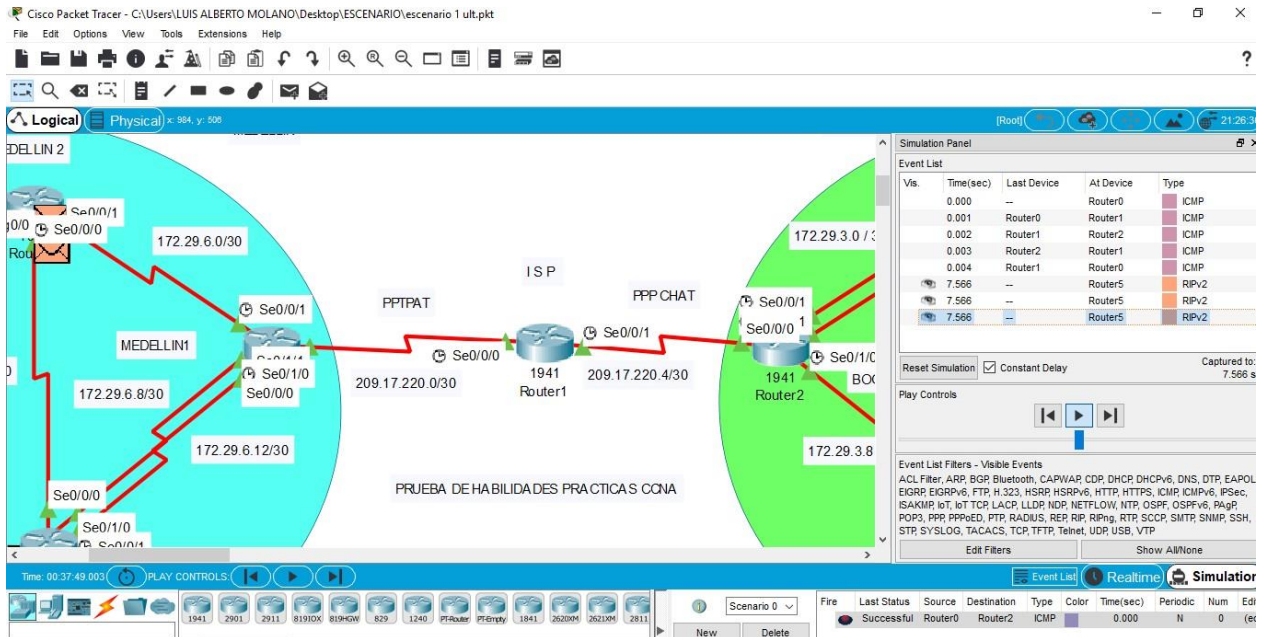 Cisco Packet Tracer - C:\Users\LUIS ALBERTO MOLANO\Desktop\ESCENARIO\escenario 1 ult.pkt
File Edit Options View Tools Extensions Help
Logical Physical x: 984, y: 506 [Root] 21:26:3
EDELLIN 2
Se0/0/1
0/0 Se0/0/0
Rou
172.29.6.0/30
Se0/0/1
MEDELLIN1
Se0/1/0
Se0/0/0
172.29.6.8/30
172.29.6.12/30
Se0/0/0
Se0/1/0
Se0/0/1
PPTPAT
Se0/0/0
209.17.220.0/30
I S P
1941
Router1
PPP CHAT
Se0/0/1
209.17.220.4/30
172.29.3.0 / 3
Se0/0/1
Se0/0/0
Se0/1/0
1941
Router2
BO
172.29.3.8
PRUEBA DE HABILIDADES PRACTICAS CCNA
Simulation Panel
Event List
Vis. Time(sec) Last Device At Device Type
0.000 -- Router0 ICMP
0.001 Router0 Router1 ICMP
0.002 Router1 Router2 ICMP
0.003 Router2 Router1 ICMP
0.004 Router1 Router0 ICMP
7.566 -- Router5 RIPv2
7.566 -- Router5 RIPv2
7.566 -- Router5 RIPv2
Reset Simulation Constant Delay Captured to:
7.566 s
Play Controls
Event List Filters - Visible Events
ACL Filter, ARP, BGP, Bluetooth, CAPWAP, CDP, DHCP, DHCPv6, DNS, DTP, EAPOL,
EIGRP, EIGRPv6, FTP, H.323, HSRP, HSRPv6, HTTP, HTTPS, ICMP, ICMPv6, IPSec,
ISAKMP, IoT, IoT TCP, LACP, LLDP, NDP, NETFLOW, NTP, OSPF, OSPFv6, PAgP,
POP3, PPP, PPPoED, PTP, RADIUS, REP, RIP, RIPng, RTP, SCCP, SMTP, SNMP, SSH,
STP, SYSLOG, TACACS, TCP, TFTP, Telnet, UDP, USB, VTP
Edit Filters Show All/None
Time: 00:37:49.003 PLAY CONTROLS: Event List Realtime Simulation
1941 2901 2911 819IOX 819HGW 829 1240 PT-Router PT-Empty 1841 2620XM 2621XM 2811
Scenario 0
New Delete
Fire Last Status Source Destination Type Color Time(sec) Periodic Num Edi
Successful Router0 Router2 ICMP 0.000 N 0 (ec